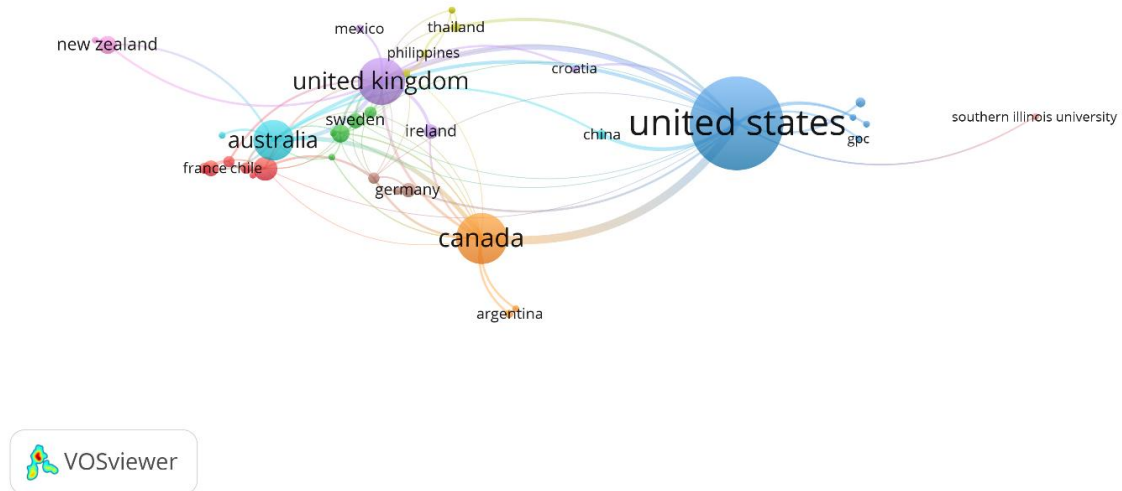 thailand
mexico
new zealand
philippines
croatia
united kingdom
southern illinois university
sweden
united states
ireland
china
gpc
australia
france
chile
germany
canada
argentina
VOSviewer